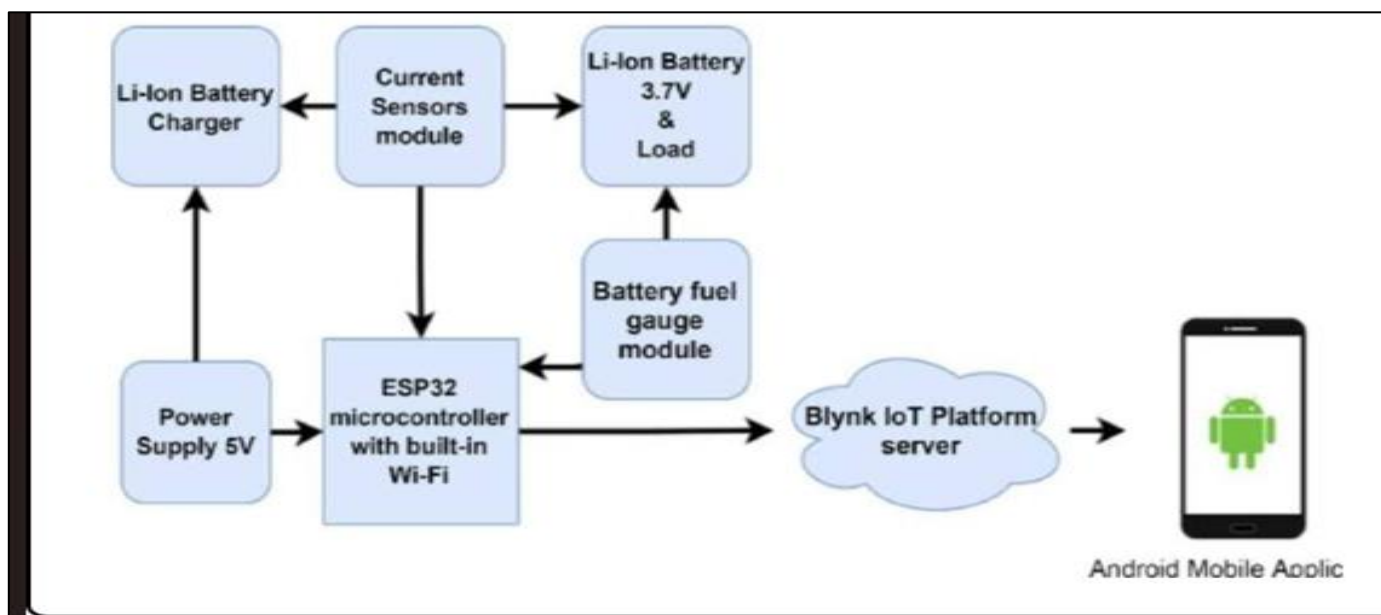 Li-Ion Battery
Charger
Current
Sensors
module
Li-Ion Battery
3.7V
&
Load
Battery fuel
gauge
module
Power
Supply 5V
ESP32
microcontroller
with built-in
Wi-Fi
Blynk IoT Platform
server
Android Mobile Applic